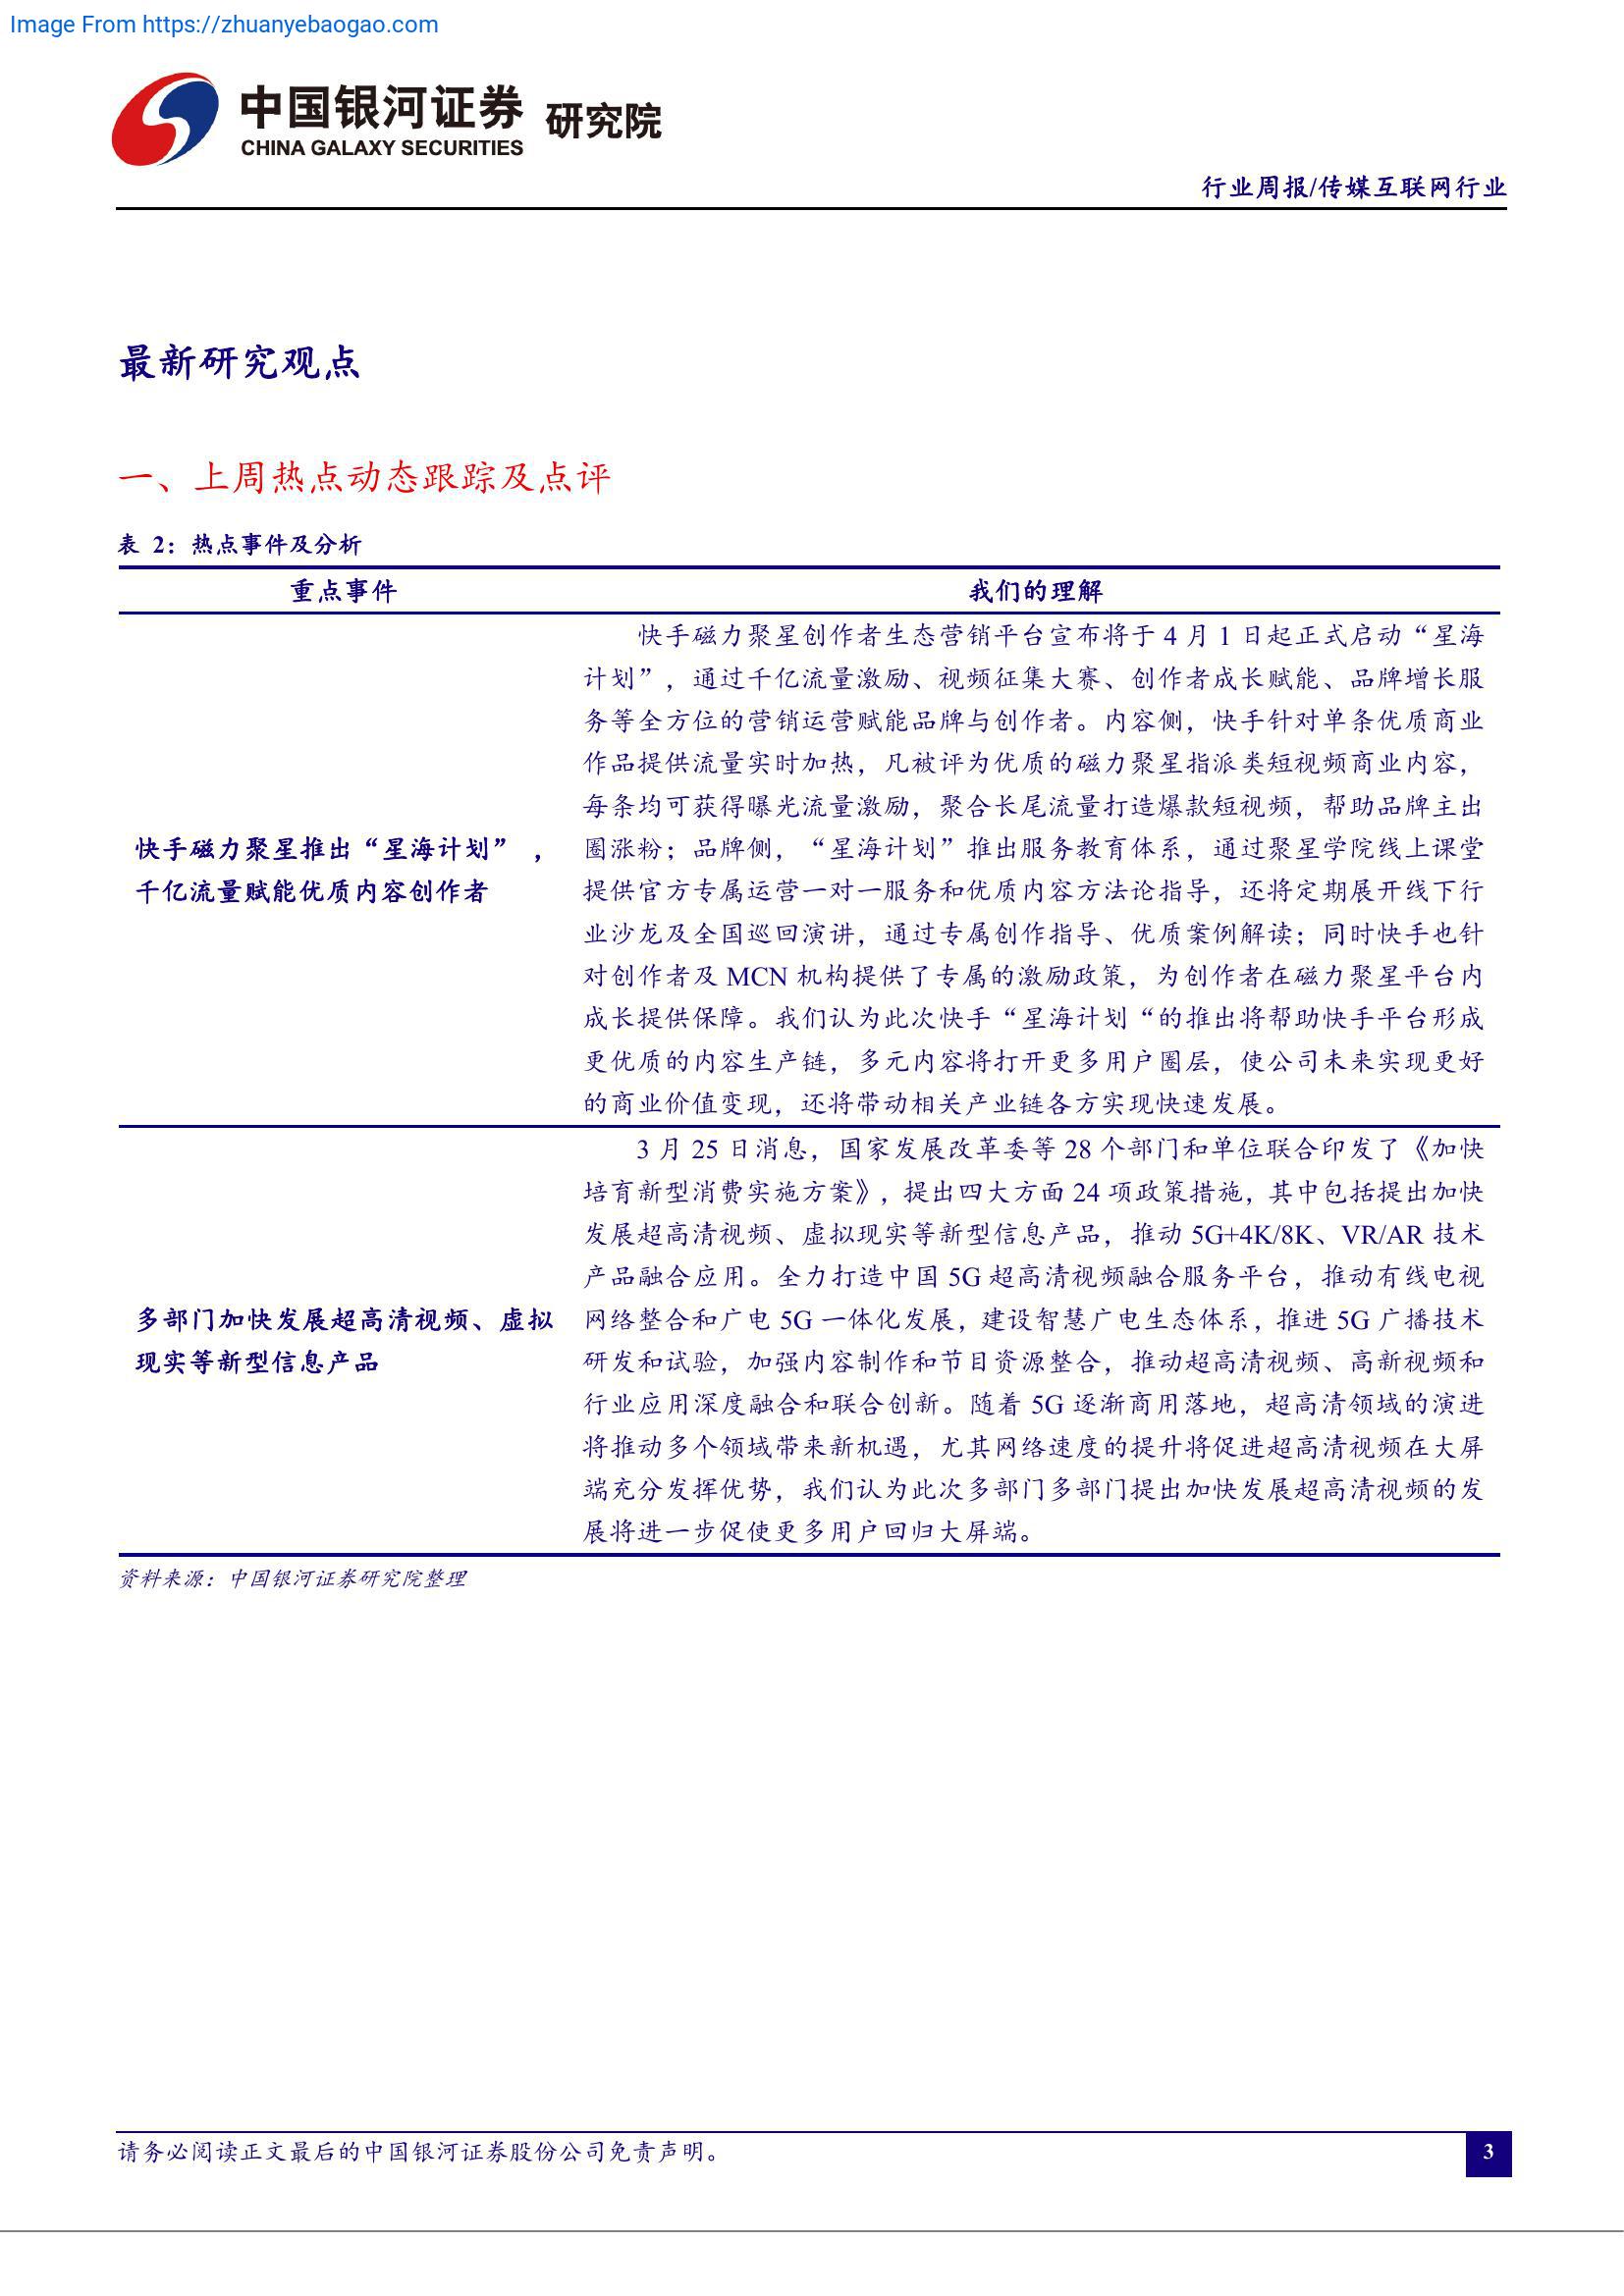 Image From https://zhuanyebaogao.com
中国银河证券 研究院
CHINA GALAXY SECURITIES
行业周报/传媒互联网行业
最新研究观点
一、上周热点动态跟踪及点评
表 2：热点事件及分析
重点事件 我们的理解
快手磁力聚星推出“星海计划”，
千亿流量赋能优质内容创作者
快手磁力聚星创作者生态营销平台宣布将于 4 月 1 日起正式启动“星海
计划”，通过千亿流量激励、视频征集大赛、创作者成长赋能、品牌增长服
务等全方位的营销运营赋能品牌与创作者。内容侧，快手针对单条优质商业
作品提供流量实时加热，凡被评为优质的磁力聚星指派类短视频商业内容，
每条均可获得曝光流量激励，聚合长尾流量打造爆款短视频，帮助品牌主出
圈涨粉；品牌侧，“星海计划”推出服务教育体系，通过聚星学院线上课堂
提供官方专属运营一对一服务和优质内容方法论指导，还将定期展开线下行
业沙龙及全国巡回演讲，通过专属创作指导、优质案例解读；同时快手也针
对创作者及 MCN 机构提供了专属的激励政策，为创作者在磁力聚星平台内
成长提供保障。我们认为此次快手“星海计划“的推出将帮助快手平台形成
更优质的内容生产链，多元内容将打开更多用户圈层，使公司未来实现更好
的商业价值变现，还将带动相关产业链各方实现快速发展。
多部门加快发展超高清视频、虚拟
现实等新型信息产品
3 月 25 日消息，国家发展改革委等 28 个部门和单位联合印发了《加快
培育新型消费实施方案》，提出四大方面 24 项政策措施，其中包括提出加快
发展超高清视频、虚拟现实等新型信息产品，推动 5G+4K/8K、VR/AR 技术
产品融合应用。全力打造中国 5G 超高清视频融合服务平台，推动有线电视
网络整合和广电 5G 一体化发展，建设智慧广电生态体系，推进 5G 广播技术
研发和试验，加强内容制作和节目资源整合，推动超高清视频、高新视频和
行业应用深度融合和联合创新。随着 5G 逐渐商用落地，超高清领域的演进
将推动多个领域带来新机遇，尤其网络速度的提升将促进超高清视频在大屏
端充分发挥优势，我们认为此次多部门多部门提出加快发展超高清视频的发
展将进一步促使更多用户回归大屏端。
资料来源：中国银河证券研究院整理
请务必阅读正文最后的中国银河证券股份公司免责声明。
3